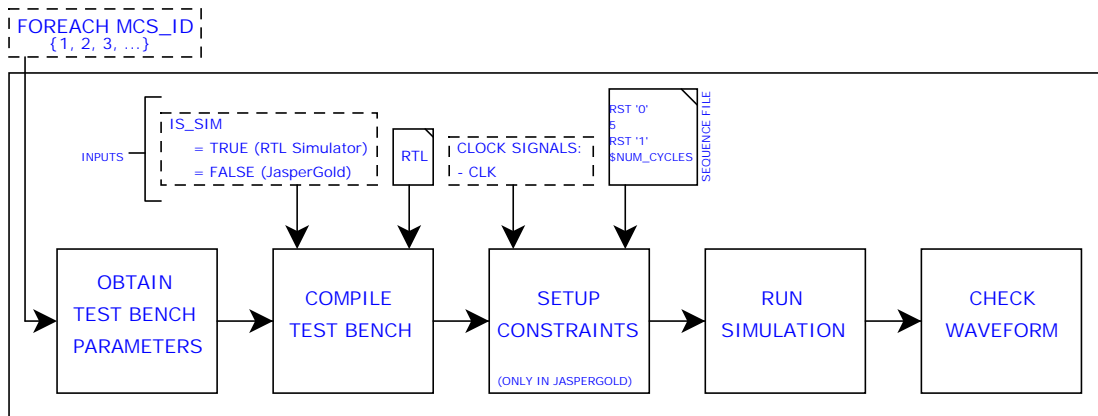 FOREACH MCS_ID
{1, 2, 3, ...}
INPUTS
IS_SIM
= TRUE (RTL Simulator)
= FALSE (JasperGold)
RTL
CLOCK SIGNALS:
- CLK
RST '0'
5
RST '1'
$NUM_CYCLES
SEQUENCE FILE
OBTAIN
TEST BENCH
PARAMETERS
COMPILE
TEST BENCH
SETUP
CONSTRAINTS
(ONLY IN JASPERGOLD)
RUN
SIMULATION
CHECK
WAVEFORM